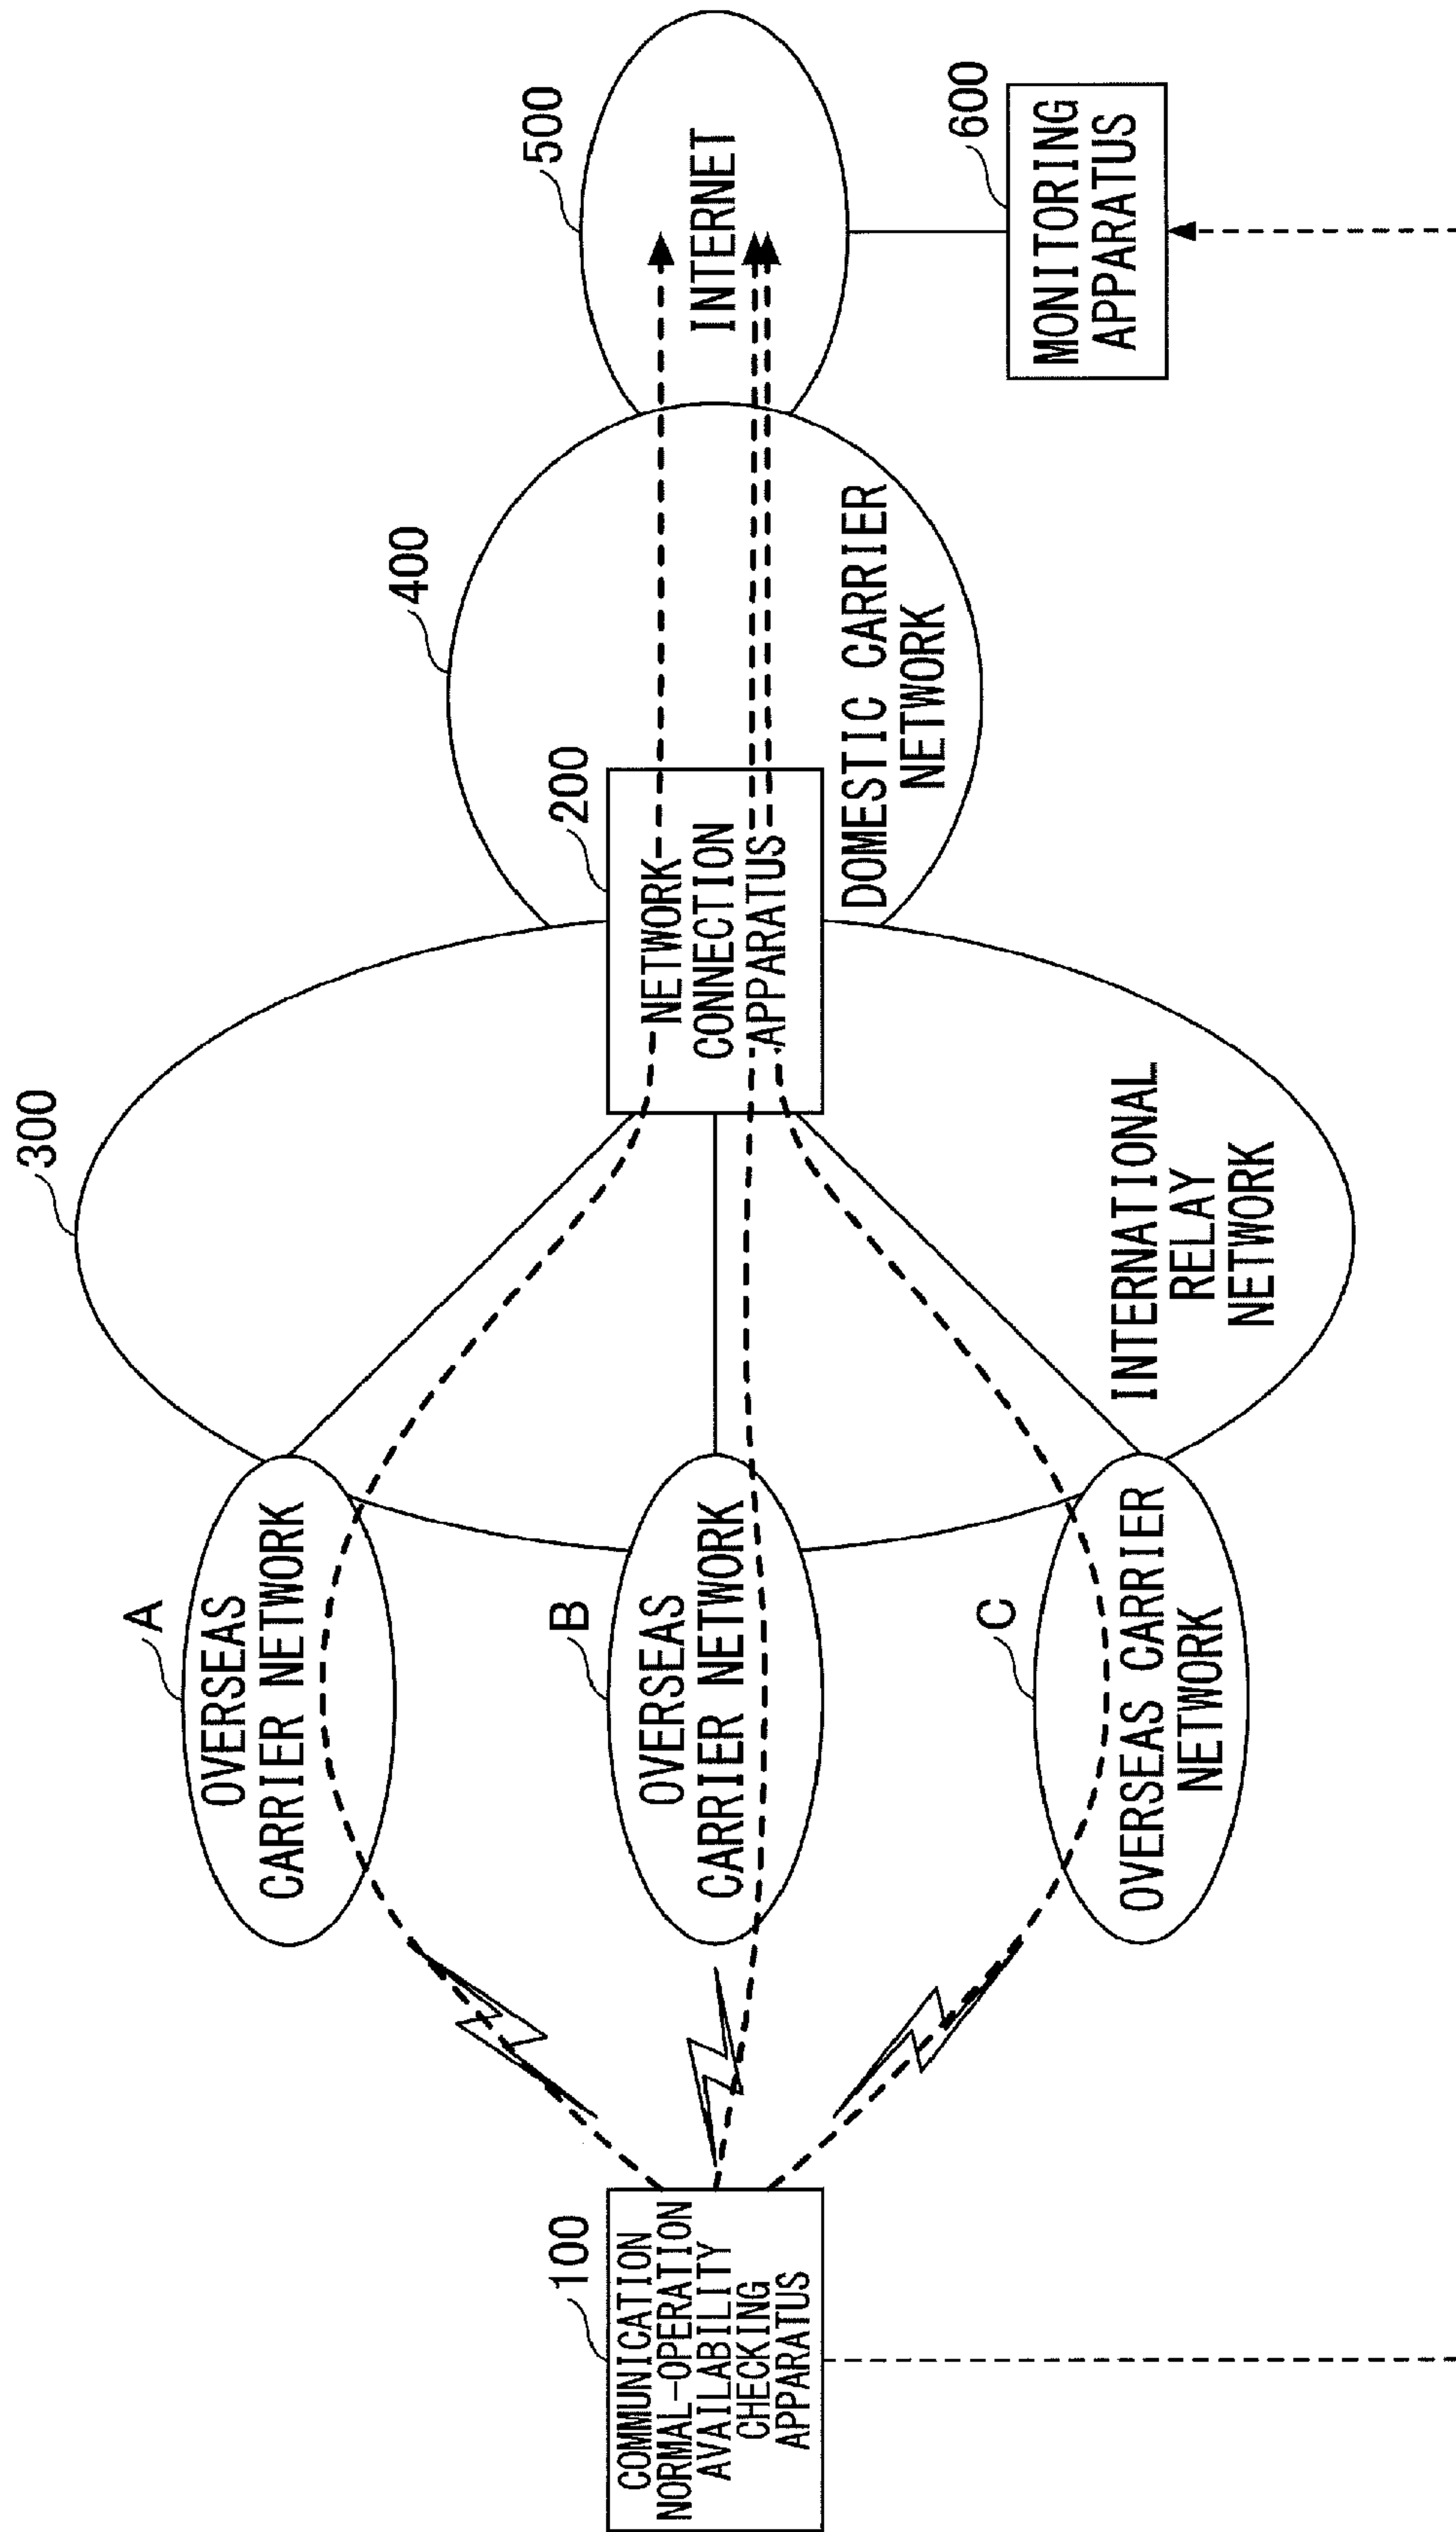 300
400
500
INTERNET
600
MONITORING
APPARATUS
200
NETWORK
CONNECTION
APPARATUS
DOMESTIC CARRIER
NETWORK
INTERNATIONAL
RELAY
NETWORK
A
OVERSEAS
CARRIER NETWORK
B
OVERSEAS
CARRIER NETWORK
C
OVERSEAS CARRIER
NETWORK
100
COMMUNICATION
NORMAL-OPERATION
AVAILABILITY
CHECKING
APPARATUS